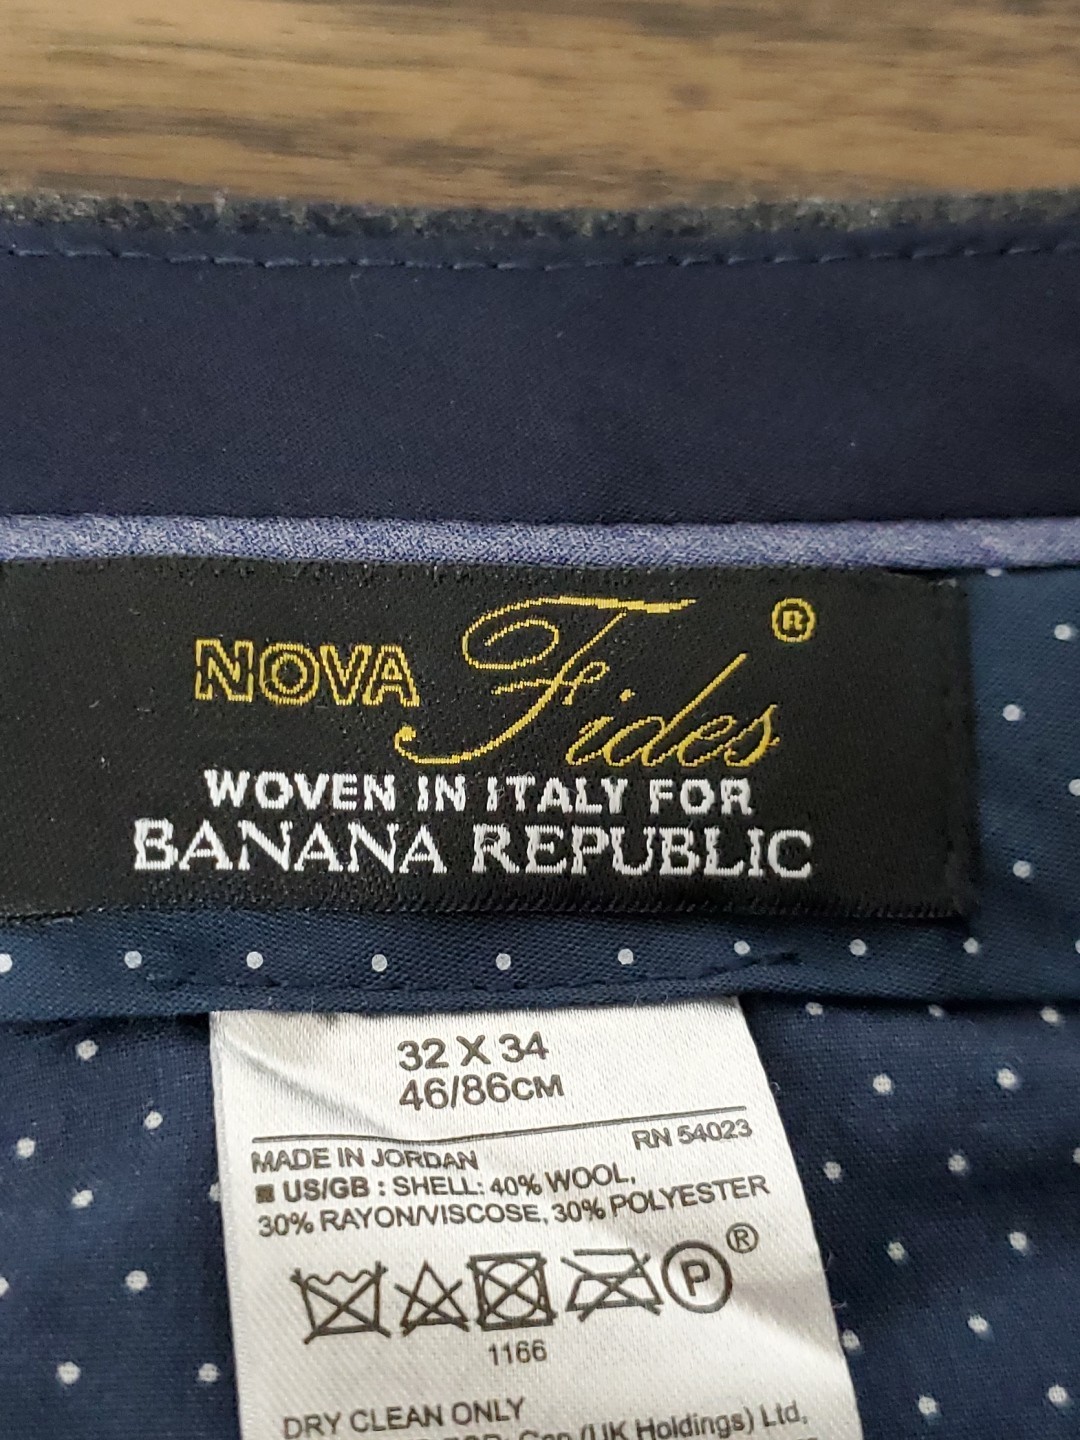 NOVA Fides ®
WOVEN IN ITALY FOR
BANANA REPUBLIC
32 X 34
46/86CM
RN 54023
MADE IN JORDAN
US/GB : SHELL: 40% WOOL,
30% RAYON/VISCOSE, 30% POLYESTER
P ®
1166
DRY CLEAN ONLY
Gap (UK Holdings) Ltd,